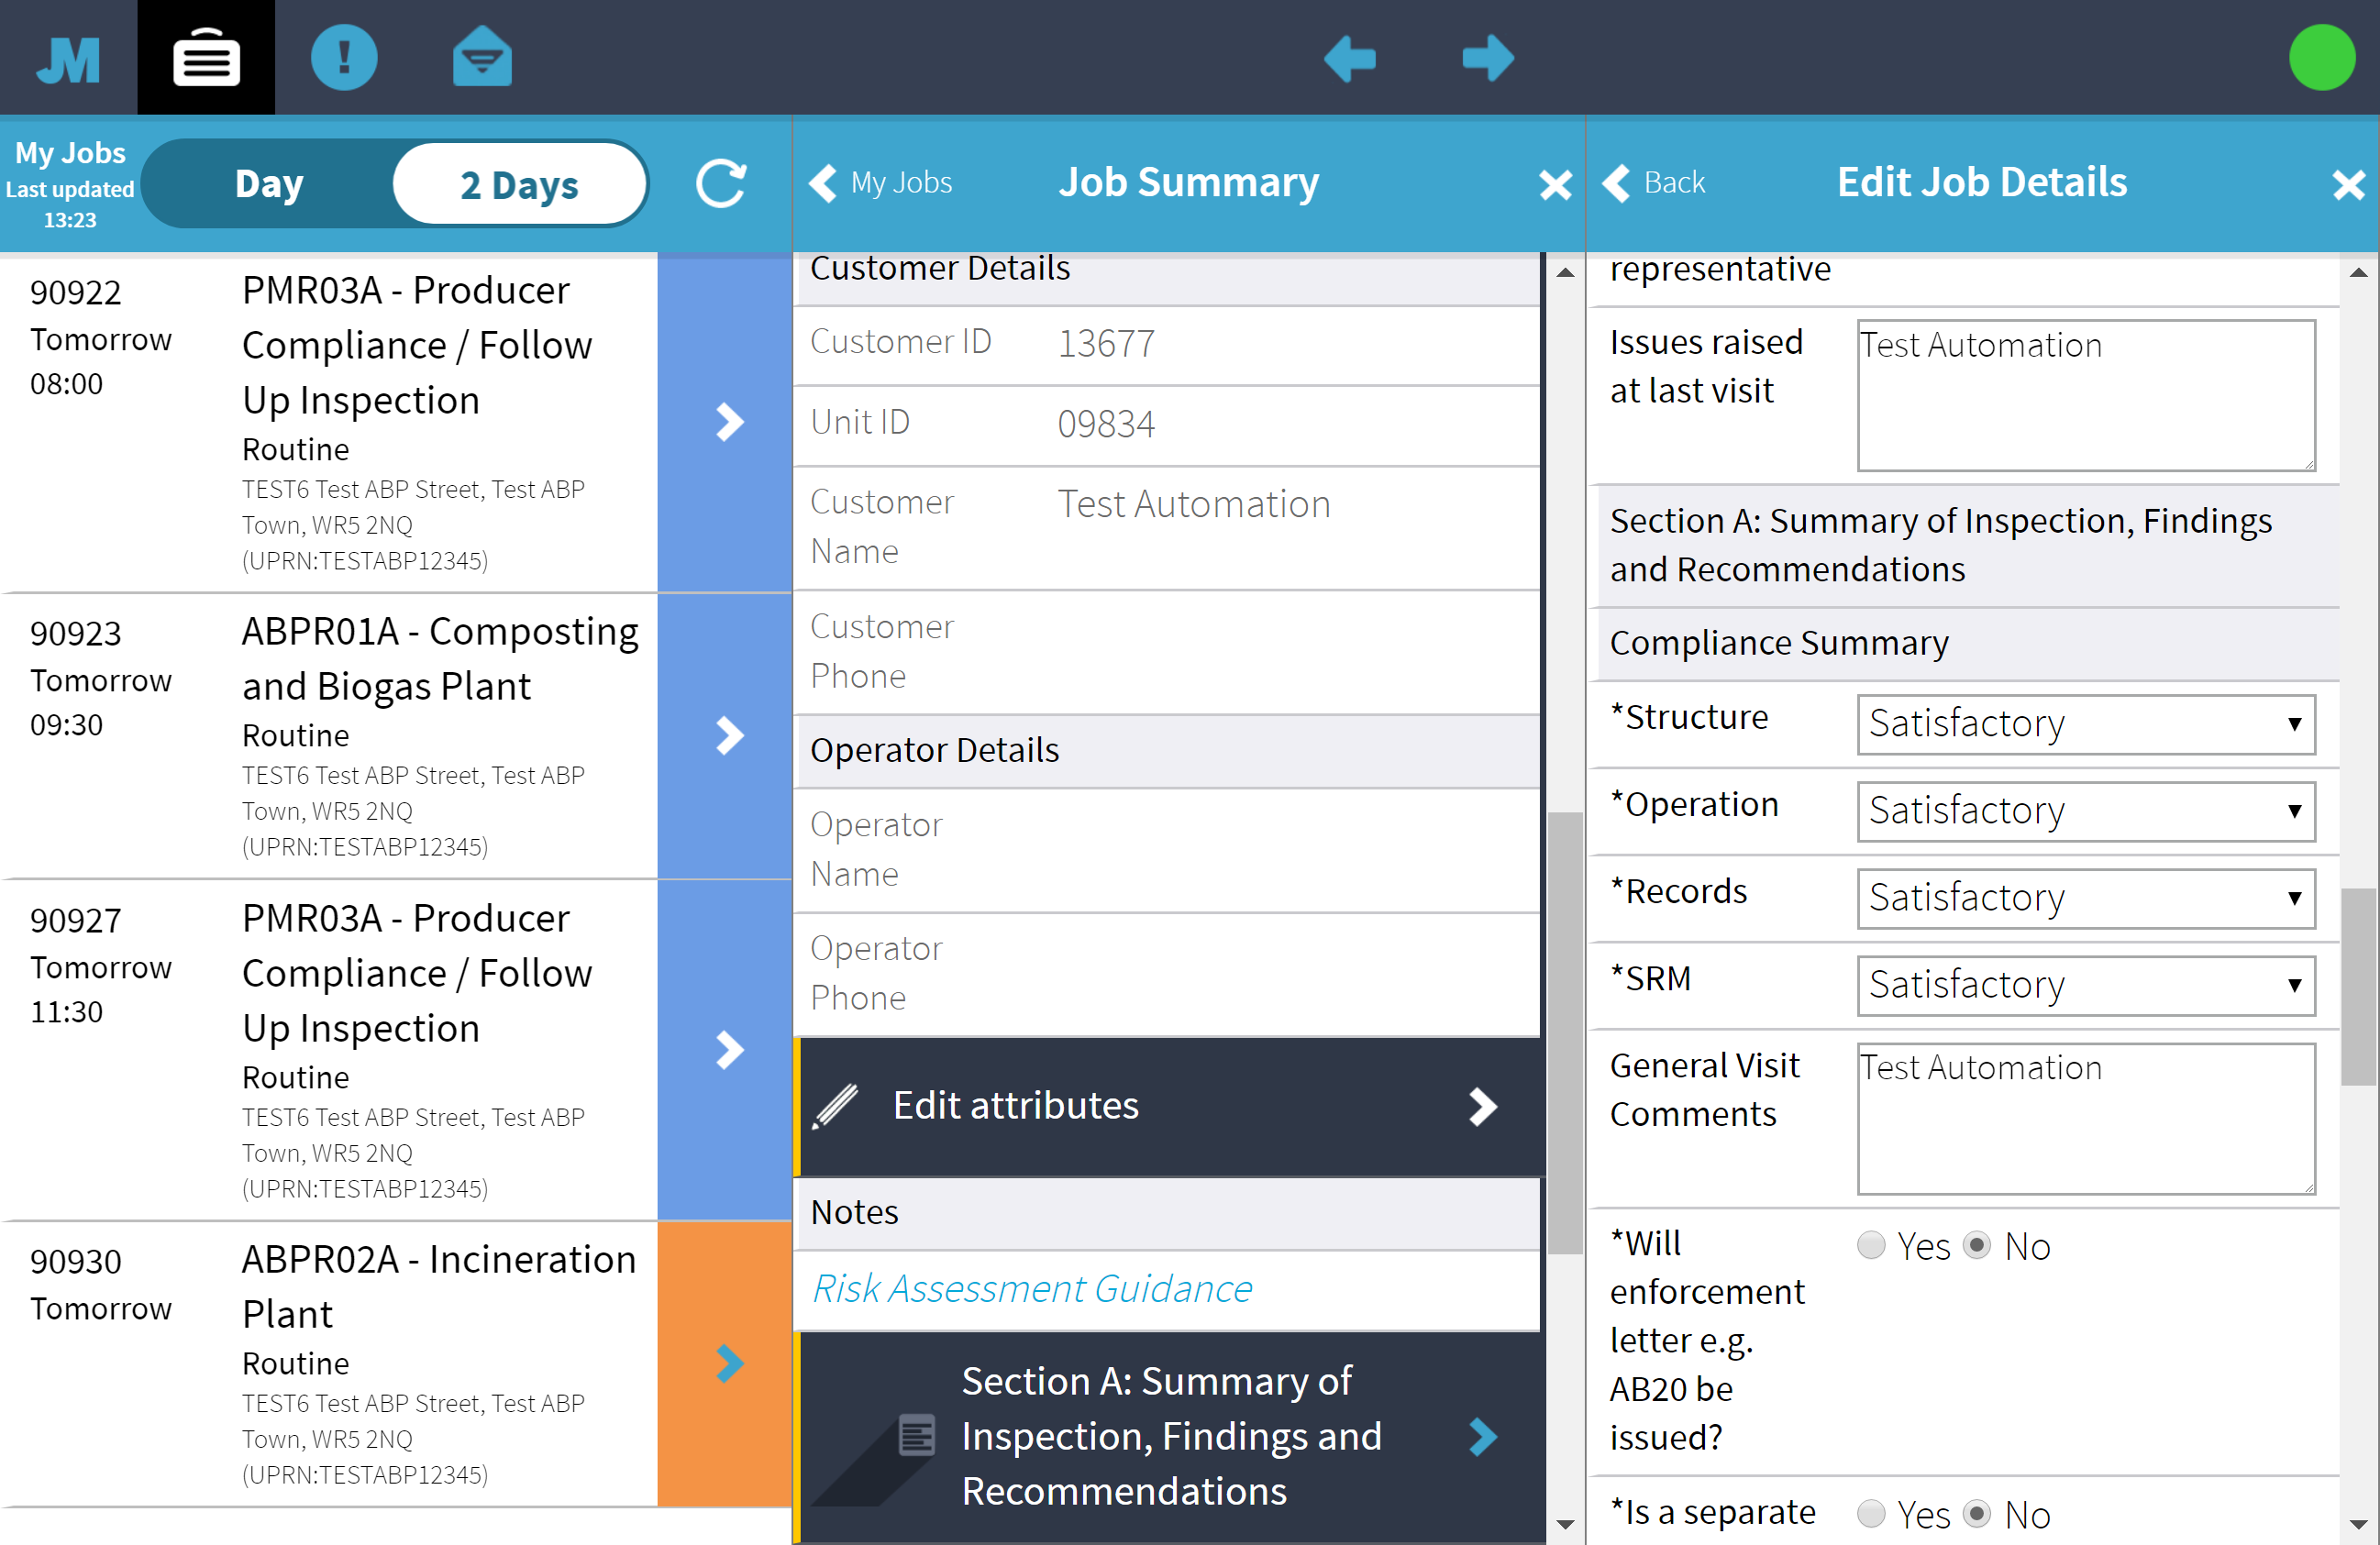 JM
My Jobs
Last updated
13:23
Day
2 Days
My Jobs
Job Summary
Back
Edit Job Details
90922
Tomorrow
08:00
PMR03A - Producer
Compliance / Follow
Up Inspection
Routine
TEST6 Test ABP Street, Test ABP
Town, WR5 2NQ
(UPRN:TESTABP12345)
90923
Tomorrow
09:30
ABPR01A - Composting
and Biogas Plant
Routine
TEST6 Test ABP Street, Test ABP
Town, WR5 2NQ
(UPRN:TESTABP12345)
90927
Tomorrow
11:30
PMR03A - Producer
Compliance / Follow
Up Inspection
Routine
TEST6 Test ABP Street, Test ABP
Town, WR5 2NQ
(UPRN:TESTABP12345)
90930
Tomorrow
ABPR02A - Incineration
Plant
Routine
TEST6 Test ABP Street, Test ABP
Town, WR5 2NQ
(UPRN:TESTABP12345)
Customer Details
Customer ID 13677
Unit ID 09834
Customer
Name
Test Automation
Customer
Phone
Operator Details
Operator
Name
Operator
Phone
Edit attributes
Notes
Risk Assessment Guidance
Section A: Summary of
Inspection, Findings and
Recommendations
representative
Issues raised
at last visit
Test Automation
Section A: Summary of Inspection, Findings
and Recommendations
Compliance Summary
*Structure Satisfactory
*Operation Satisfactory
*Records Satisfactory
*SRM Satisfactory
General Visit
Comments
Test Automation
*Will
enforcement
letter e.g.
AB20 be
issued?
Yes No
*Is a separate Yes No